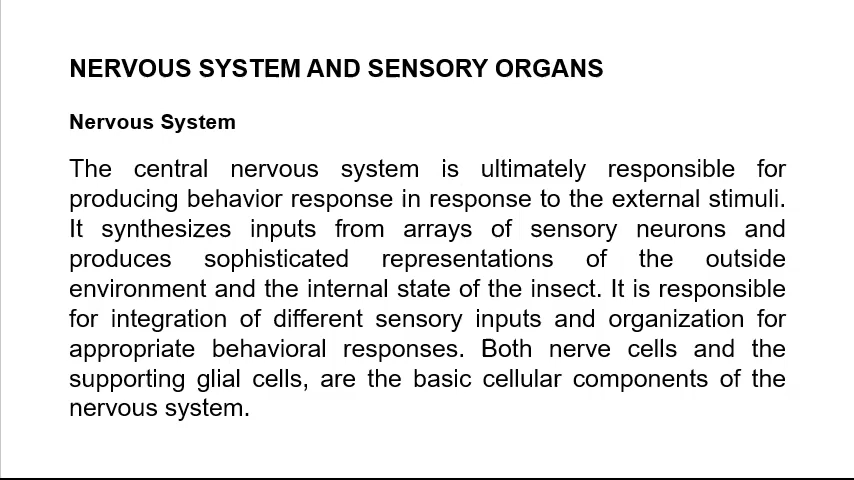 NERVOUS SYSTEM AND SENSORY ORGANS
Nervous System
The central nervous system is ultimately responsible for
producing behavior response in response to the external stimuli.
It synthesizes inputs from arrays of sensory neurons and
produces sophisticated representations of the outside
environment and the internal state of the insect. It is responsible
for integration of different sensory inputs and organization for
appropriate behavioral responses. Both nerve cells and the
supporting glial cells, are the basic cellular components of the
nervous system.